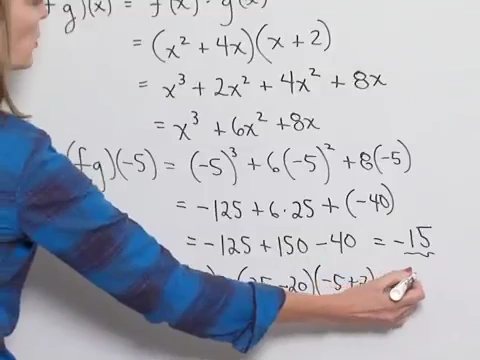 g)(x) = f(x) · g(x)
= (x² + 4x)(x + 2)
= x³ + 2x² + 4x² + 8x
= x³ + 6x² + 8x
(fg)(-5) = (-5)³ + 6(-5)² + 8(-5)
= -125 + 6·25 + (-40)
= -125 + 150 - 40 = -15
(25 - 20)(-5+2)